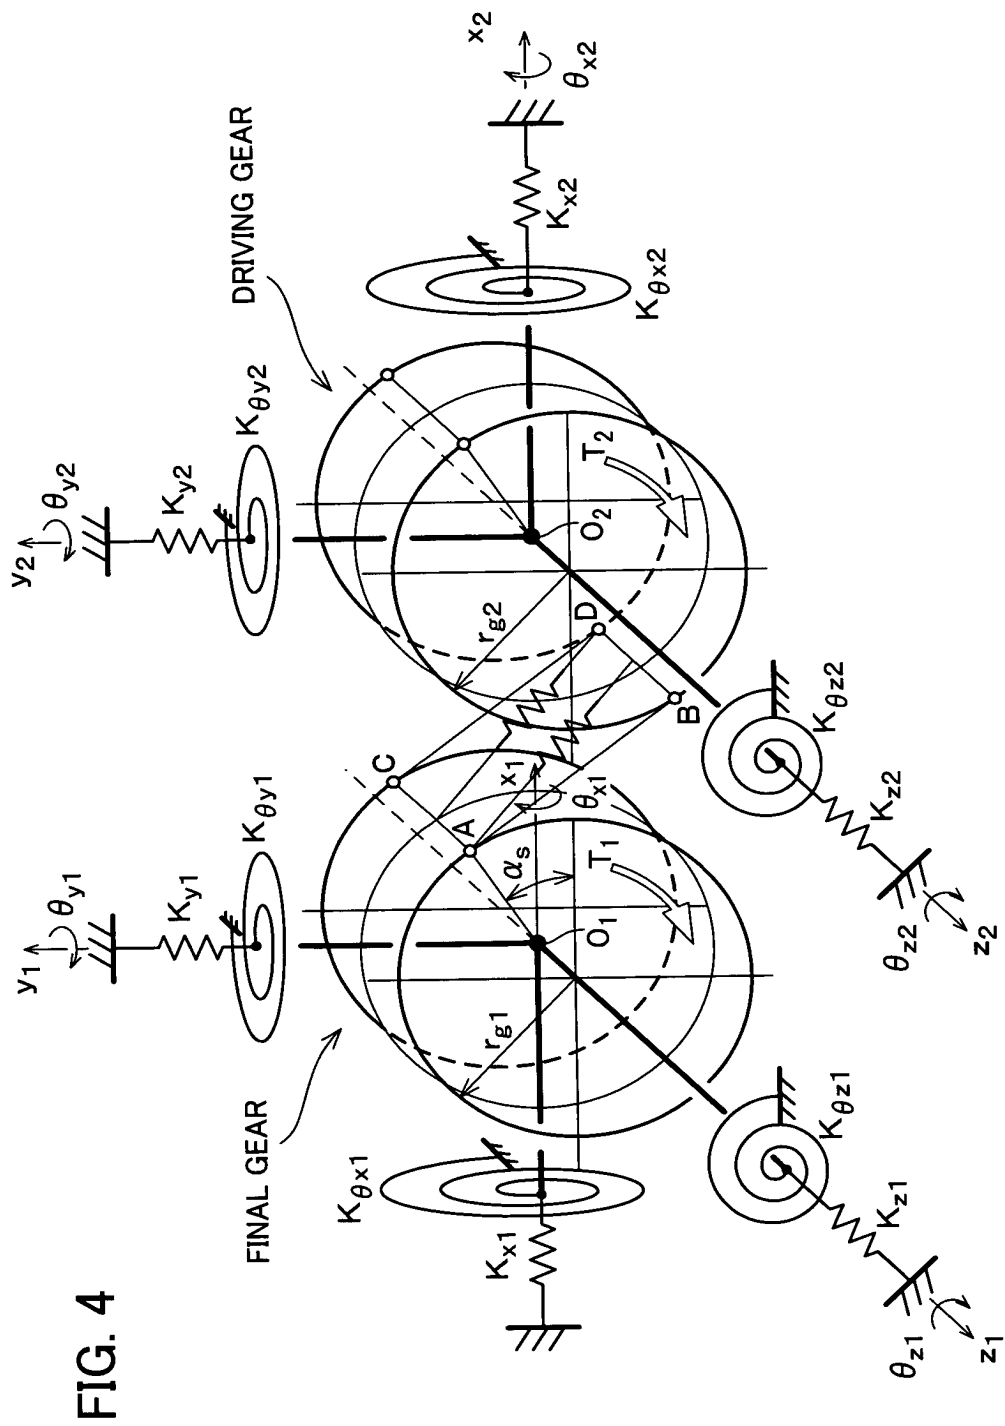 FIG. 4
FINAL GEAR
DRIVING GEAR
y1
θy1
Ky1
Kθy1
y2
θy2
Ky2
Kθy2
Kθx1
Kx1
rg1
C
A
αs
x1
θx1
T1
O1
rg2
D
B
O2
T2
Kθx2
Kx2
x2
θx2
Kθz1
Kz1
θz1
z1
Kθz2
Kz2
θz2
z2